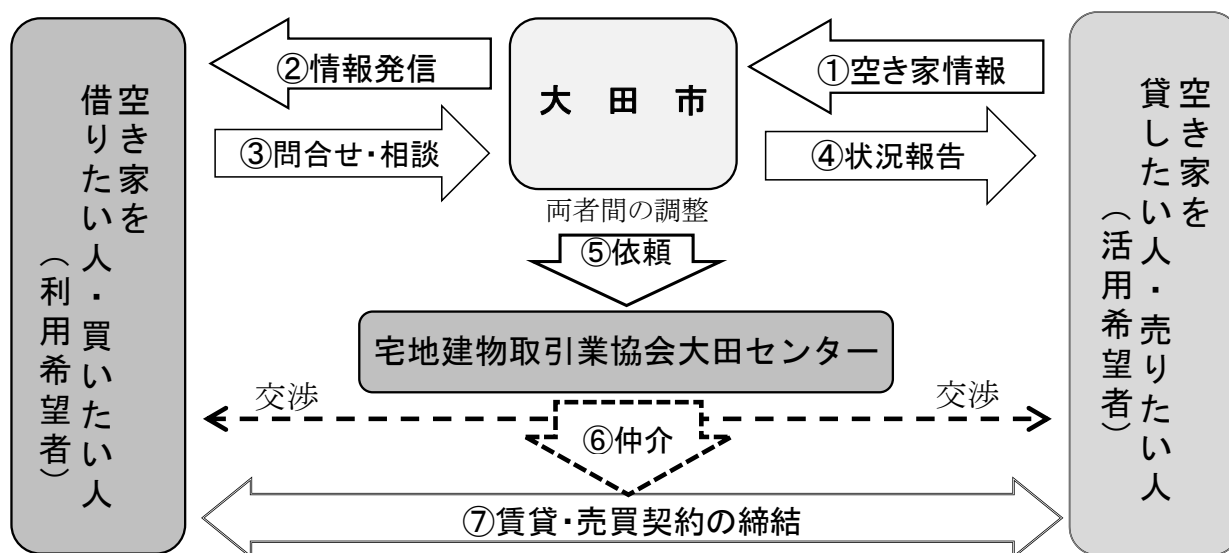 空き家を
借りたい人・買いたい人
（利用希望者）
②情報発信
③問合せ・相談
大田市
両者間の調整
①空き家情報
④状況報告
空き家を
貸したい人・売りたい人
（活用希望者）
⑤依頼
宅地建物取引業協会大田センター
交渉
交渉
⑥仲介
⑦賃貸・売買契約の締結